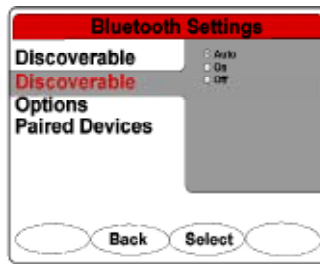 Bluetooth Settings
Discoverable
Discoverable
Options
Paired Devices
Auto
On
Off
Back
Select